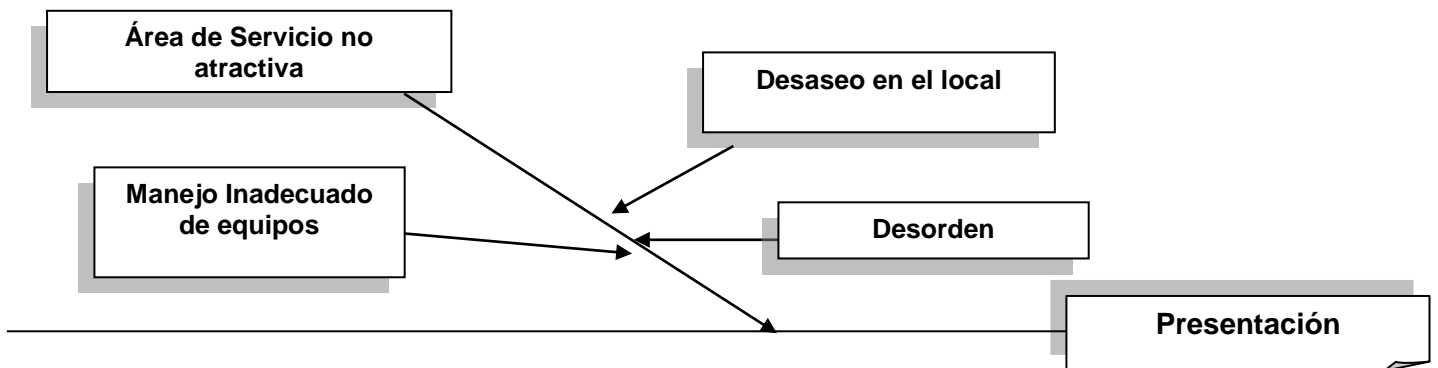 Área de Servicio no
atractiva
Desaseo en el local
Manejo Inadecuado
de equipos
Desorden
Presentación